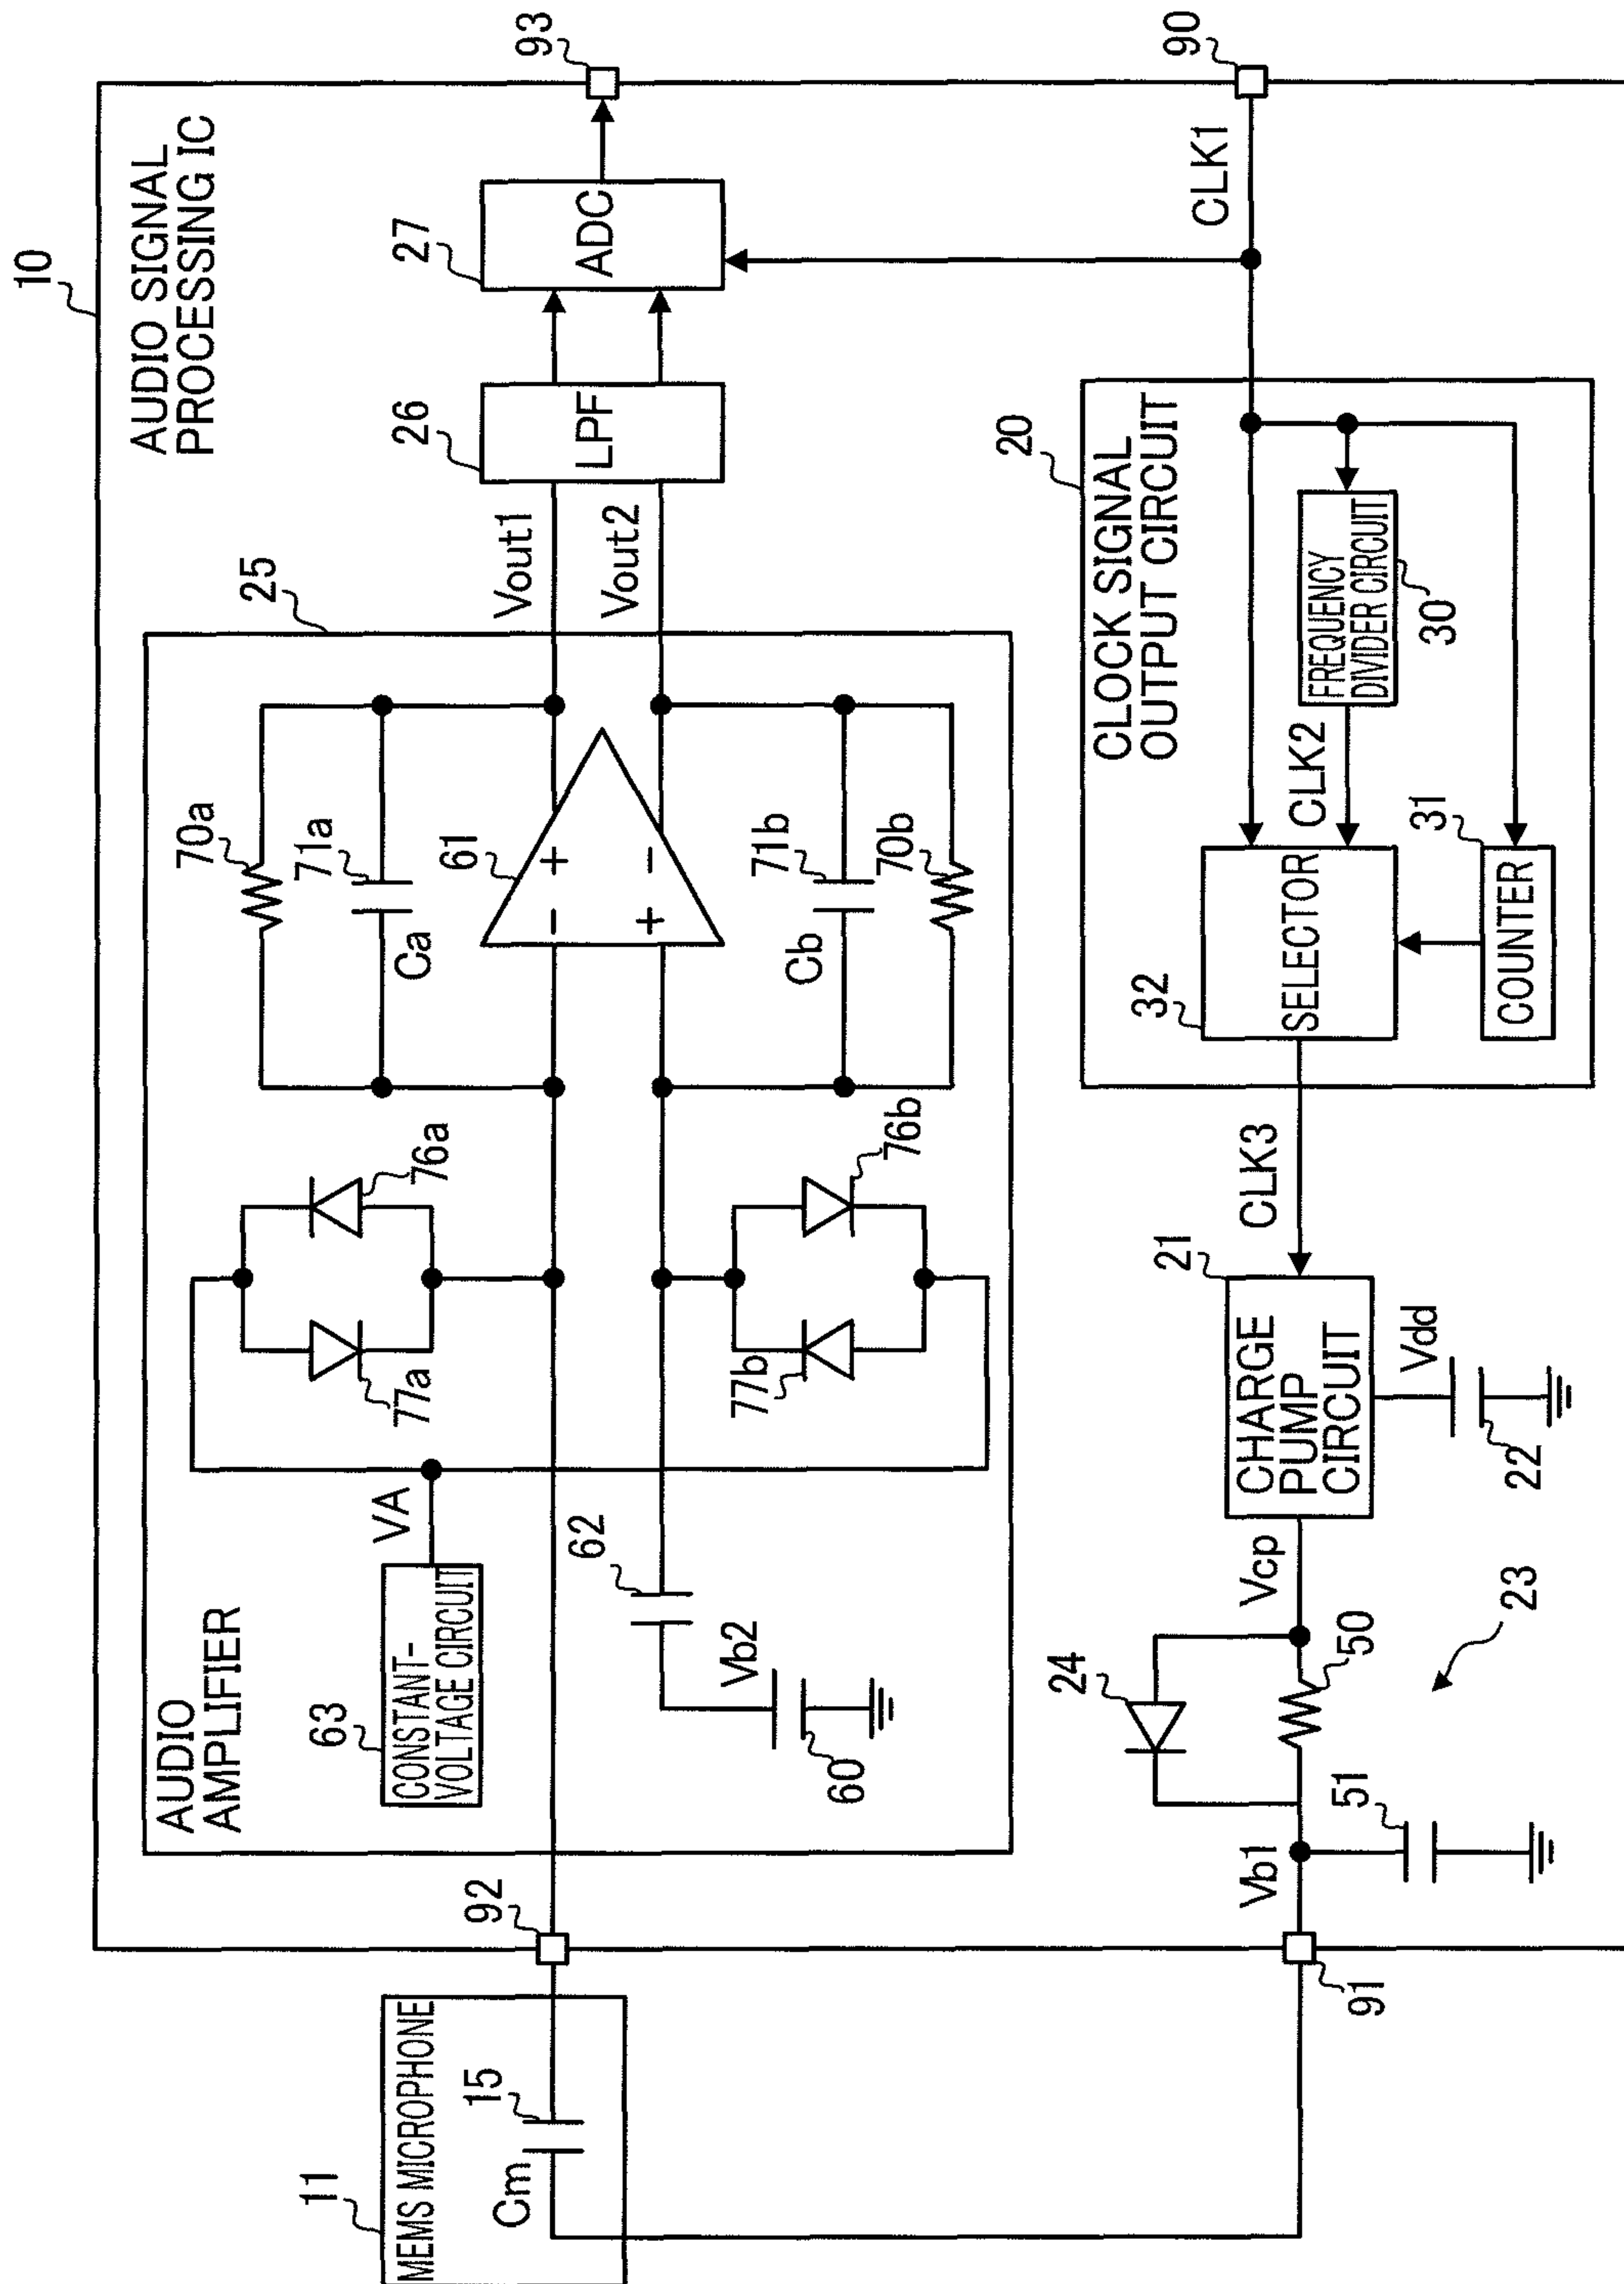 10
AUDIO SIGNAL
PROCESSING IC
11
MEMS MICROPHONE
15
Cm
92
AUDIO
AMPLIFIER
25
63
CONSTANT-
VOLTAGE CIRCUIT
VA
77a
76a
70a
71a
Ca
61
-
+
+
-
Cb
71b
70b
77b
76b
62
Vb2
60
Vout1
Vout2
26
LPF
27
ADC
93
91
Vb1
51
24
50
23
Vcp
21
CHARGE
PUMP
CIRCUIT
Vdd
22
CLK3
20
CLOCK SIGNAL
OUTPUT CIRCUIT
32
SELECTOR
CLK2
FREQUENCY
DIVIDER CIRCUIT
30
31
COUNTER
CLK1
90